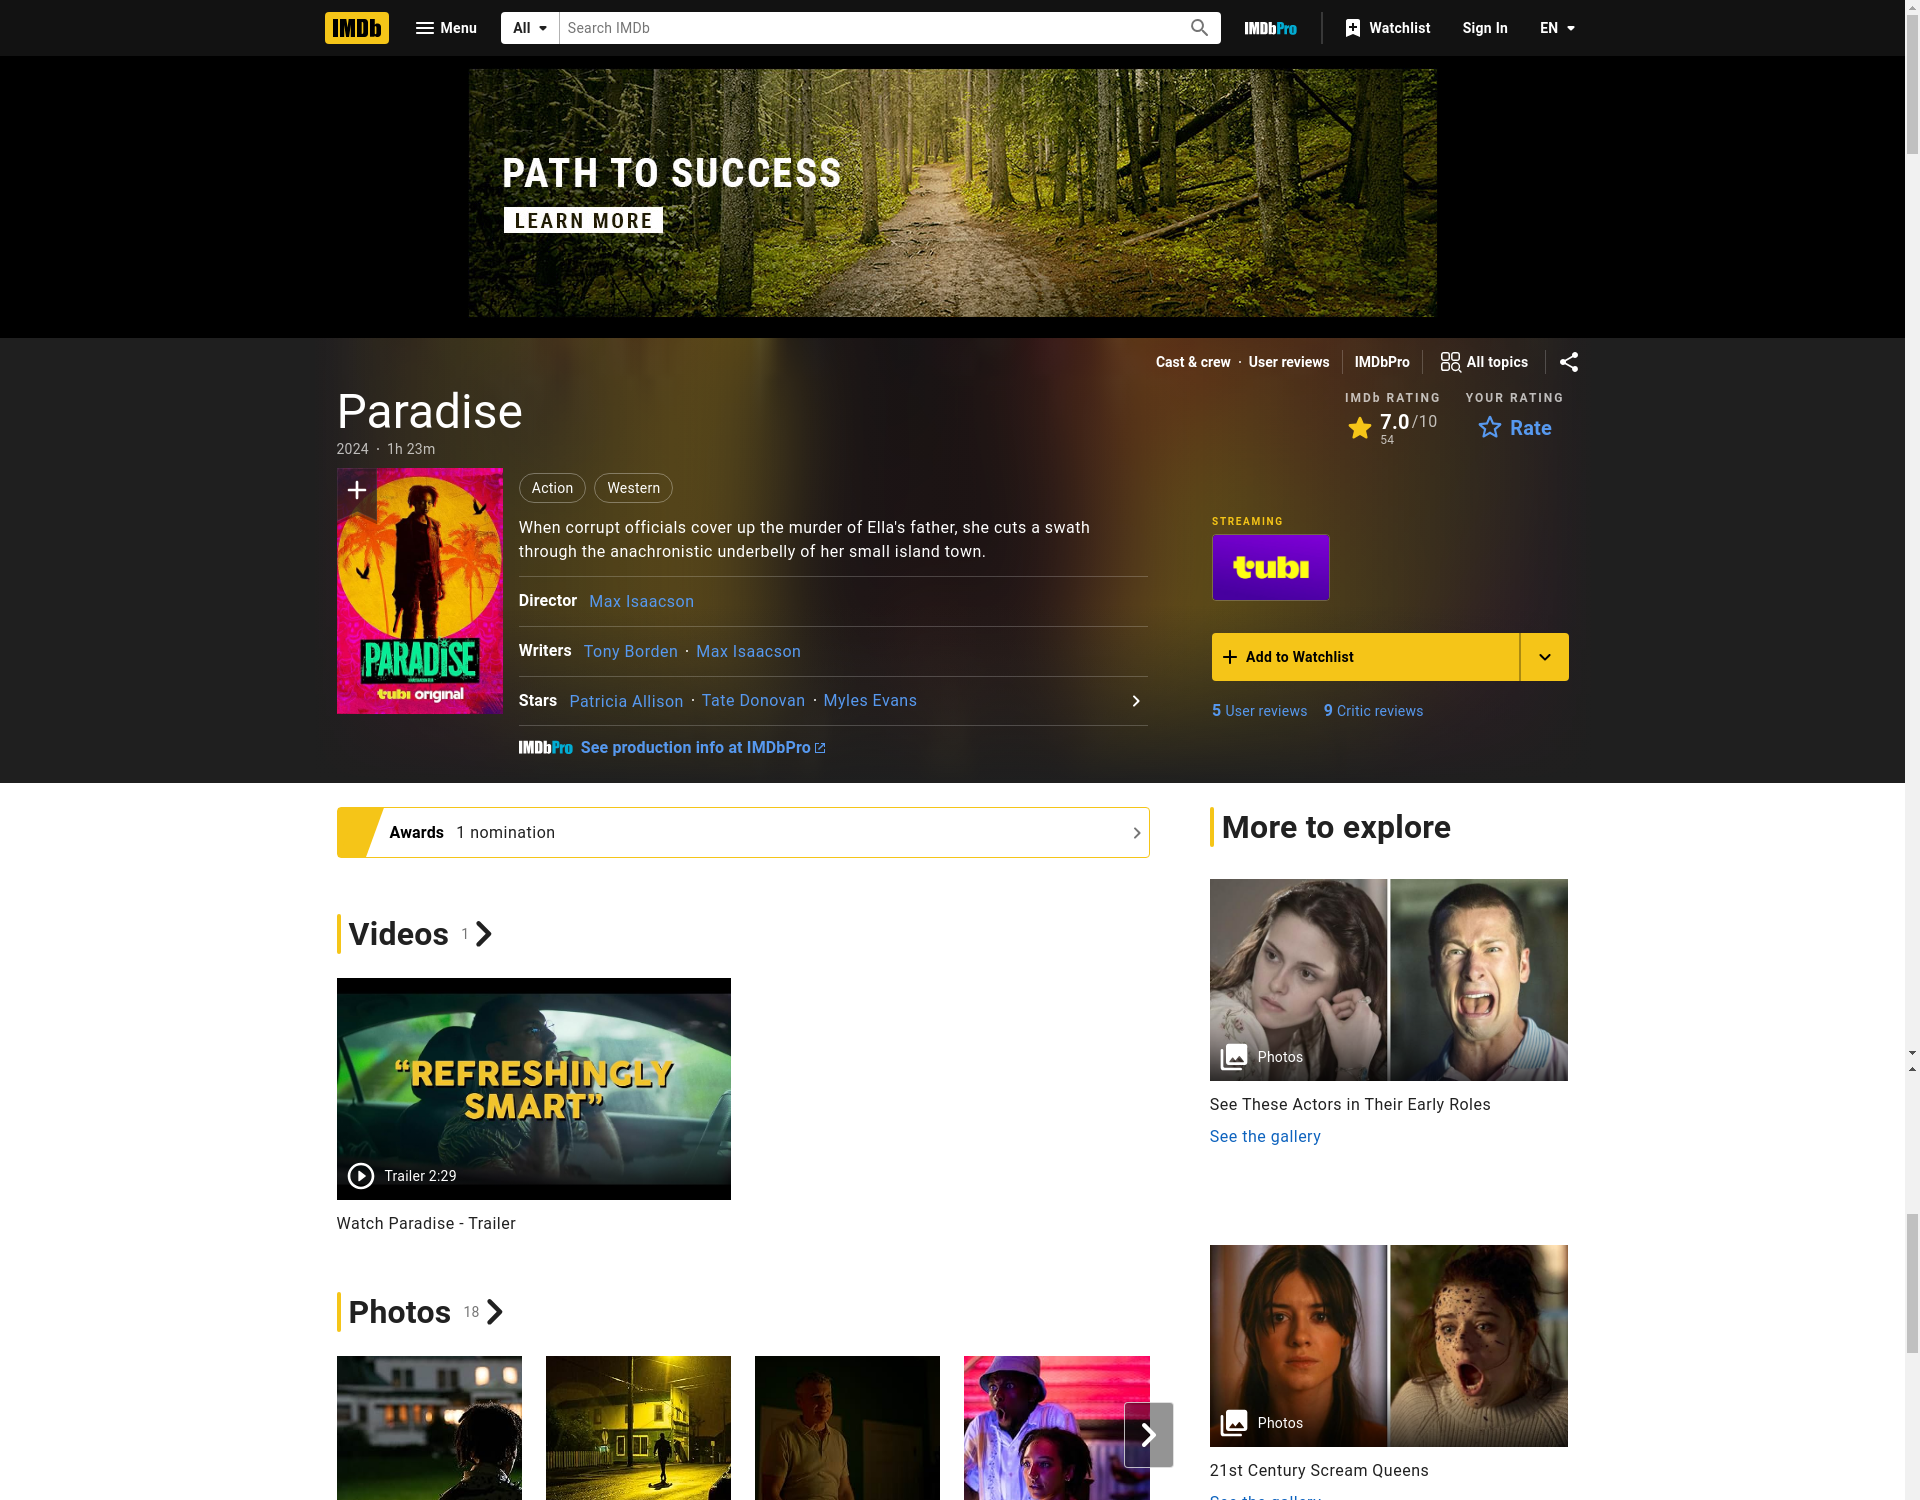 IMDb
Menu
All
Search IMDb
IMDbPro
Watchlist
Sign In
EN
PATH TO SUCCESS
LEARN MORE
Cast & crew · User reviews
IMDbPro
All topics
Paradise
2024 · 1h 23m
IMDb RATING
7.0/10
54
YOUR RATING
Rate
PARADISE
tubi original
Action
Western
When corrupt officials cover up the murder of Ella's father, she cuts a swath
through the anachronistic underbelly of her small island town.
Director Max Isaacson
Writers Tony Borden · Max Isaacson
Stars Patricia Allison · Tate Donovan · Myles Evans
IMDbPro See production info at IMDbPro
STREAMING
tubi
Add to Watchlist
5 User reviews
9 Critic reviews
Awards 1 nomination
Videos 1
"REFRESHINGLY
SMART"
Trailer 2:29
Watch Paradise - Trailer
Photos 18
More to explore
Photos
See These Actors in Their Early Roles
See the gallery
Photos
21st Century Scream Queens
See the gallery